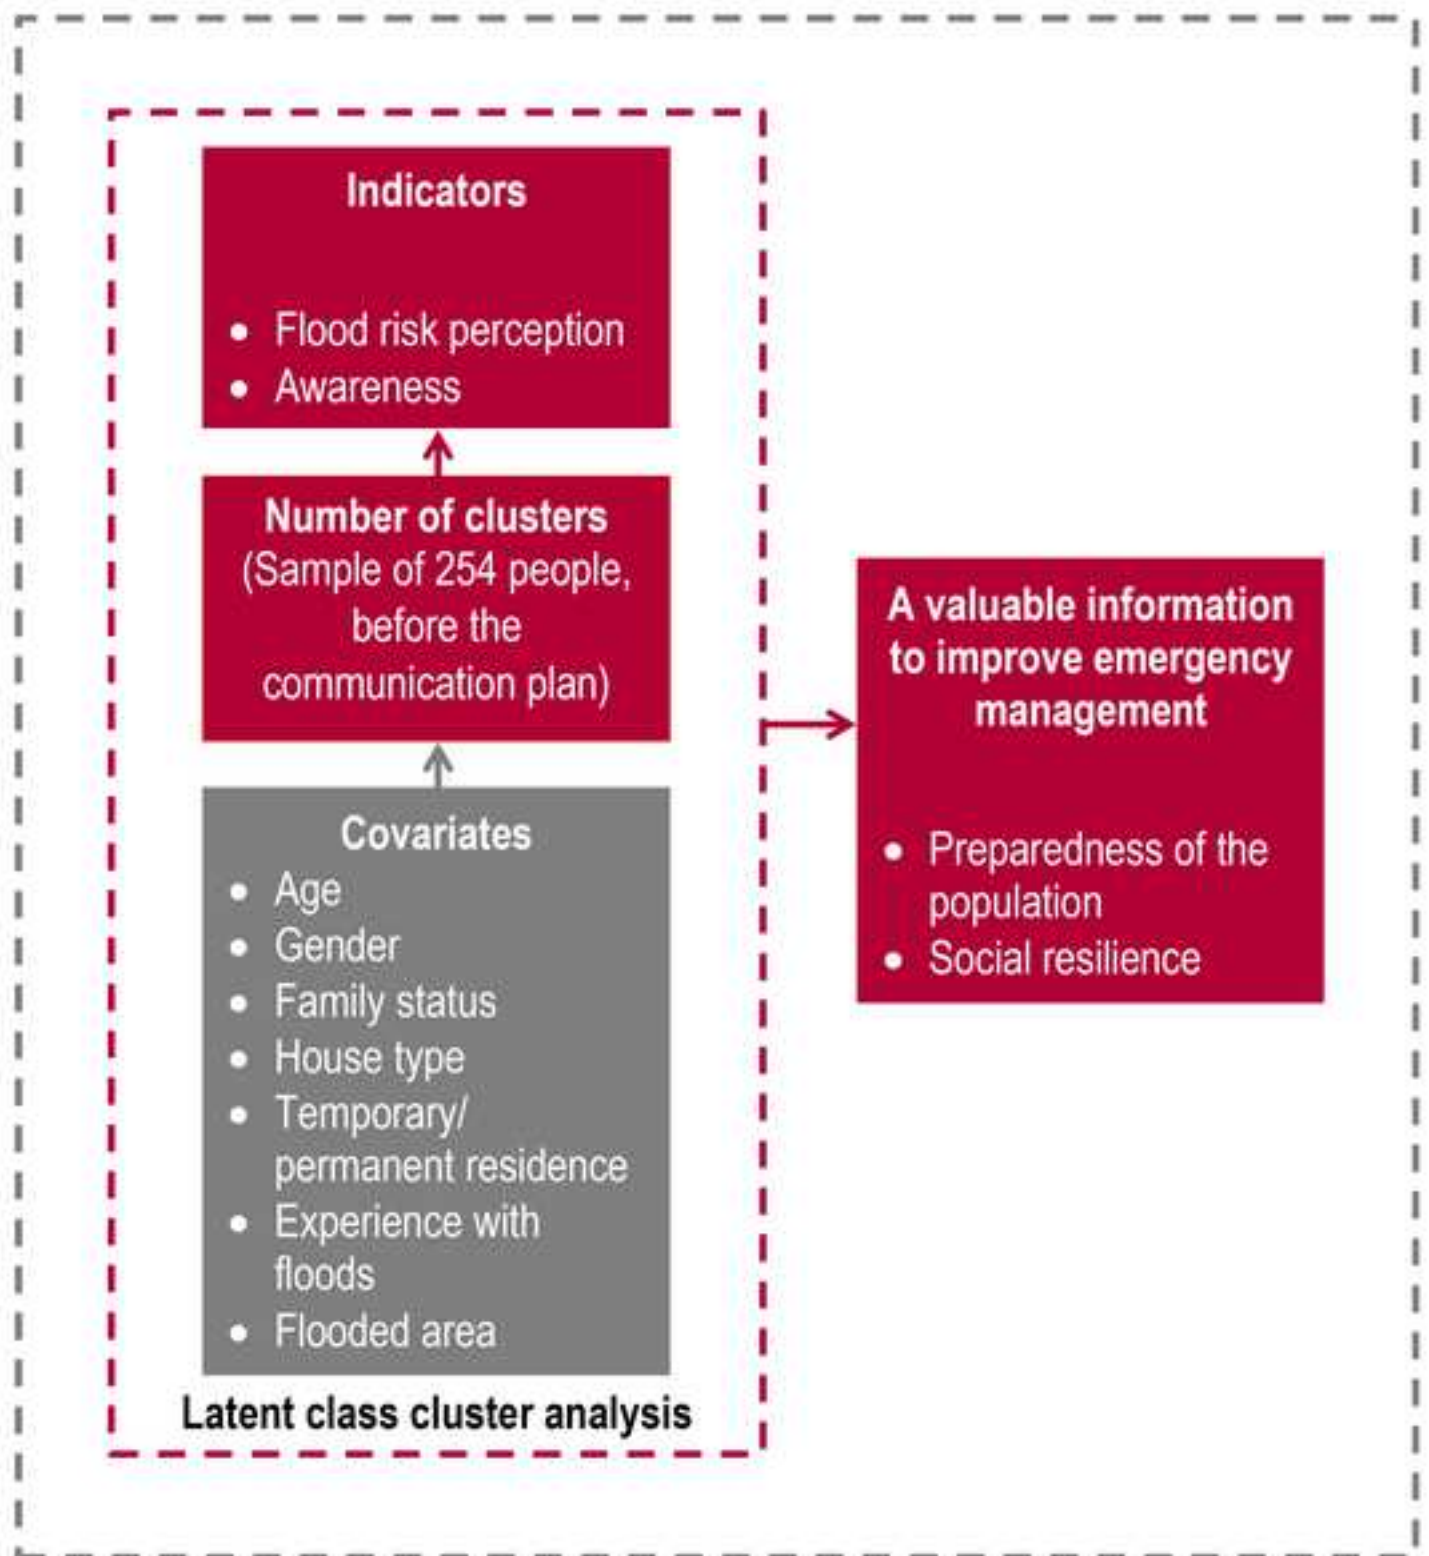 Indicators
● Flood risk perception
● Awareness
Number of clusters
(Sample of 254 people,
before the
communication plan)
Covariates
● Age
● Gender
● Family status
● House type
● Temporary/
permanent residence
● Experience with
floods
● Flooded area
Latent class cluster analysis
A valuable information
to improve emergency
management
● Preparedness of the
population
● Social resilience